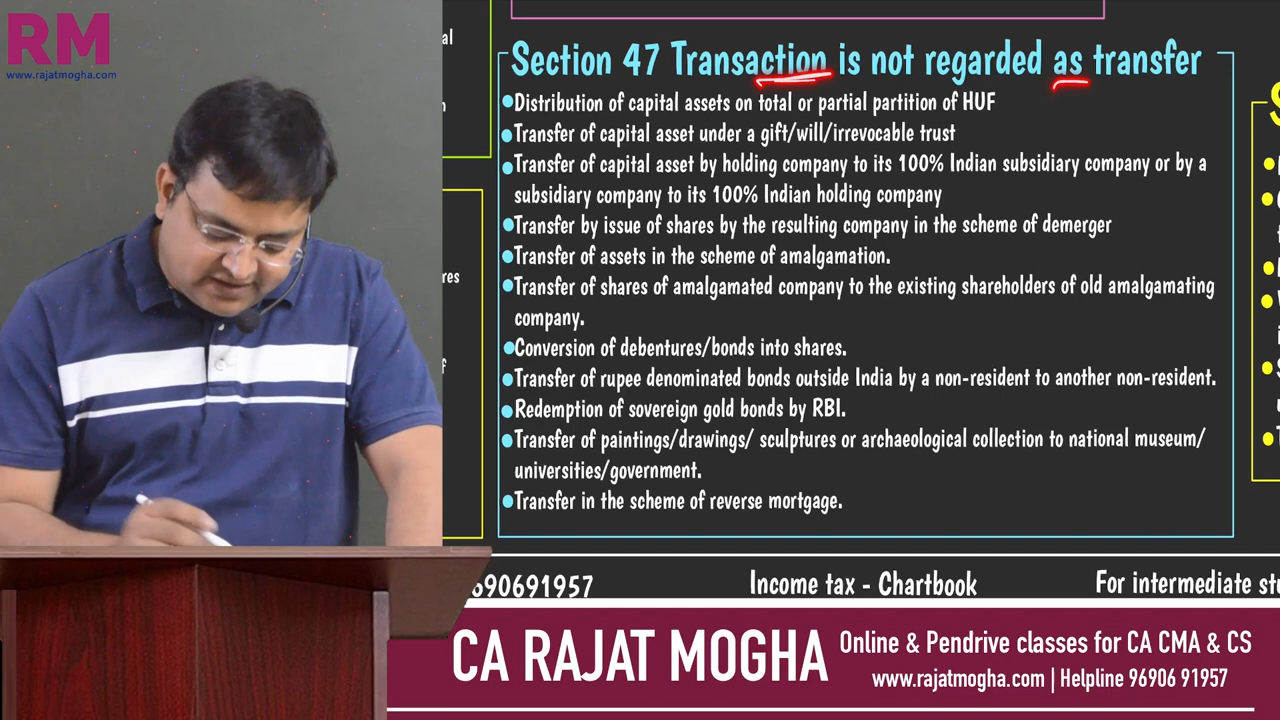 RM
www.rajatmogha.com
al
res
Section 47 Transaction is not regarded as transfer
Distribution of capital assets on total or partial partition of HUF
Transfer of capital asset under a gift/will/irrevocable trust
Transfer of capital asset by holding company to its 100% Indian subsidiary company or by a
subsidiary company to its 100% Indian holding company
Transfer by issue of shares by the resulting company in the scheme of demerger
Transfer of assets in the scheme of amalgamation.
Transfer of shares of amalgamated company to the existing shareholders of old amalgamating
company.
Conversion of debentures/bonds into shares.
Transfer of rupee denominated bonds outside India by a non-resident to another non-resident.
Redemption of sovereign gold bonds by RBI.
Transfer of paintings/drawings/ sculptures or archaeological collection to national museum/
universities/government.
Transfer in the scheme of reverse mortgage.
690691957 Income tax - Chartbook For intermediate stu
CA RAJAT MOGHA
Online & Pendrive classes for CA CMA & CS
www.rajatmogha.com | Helpline 96906 91957